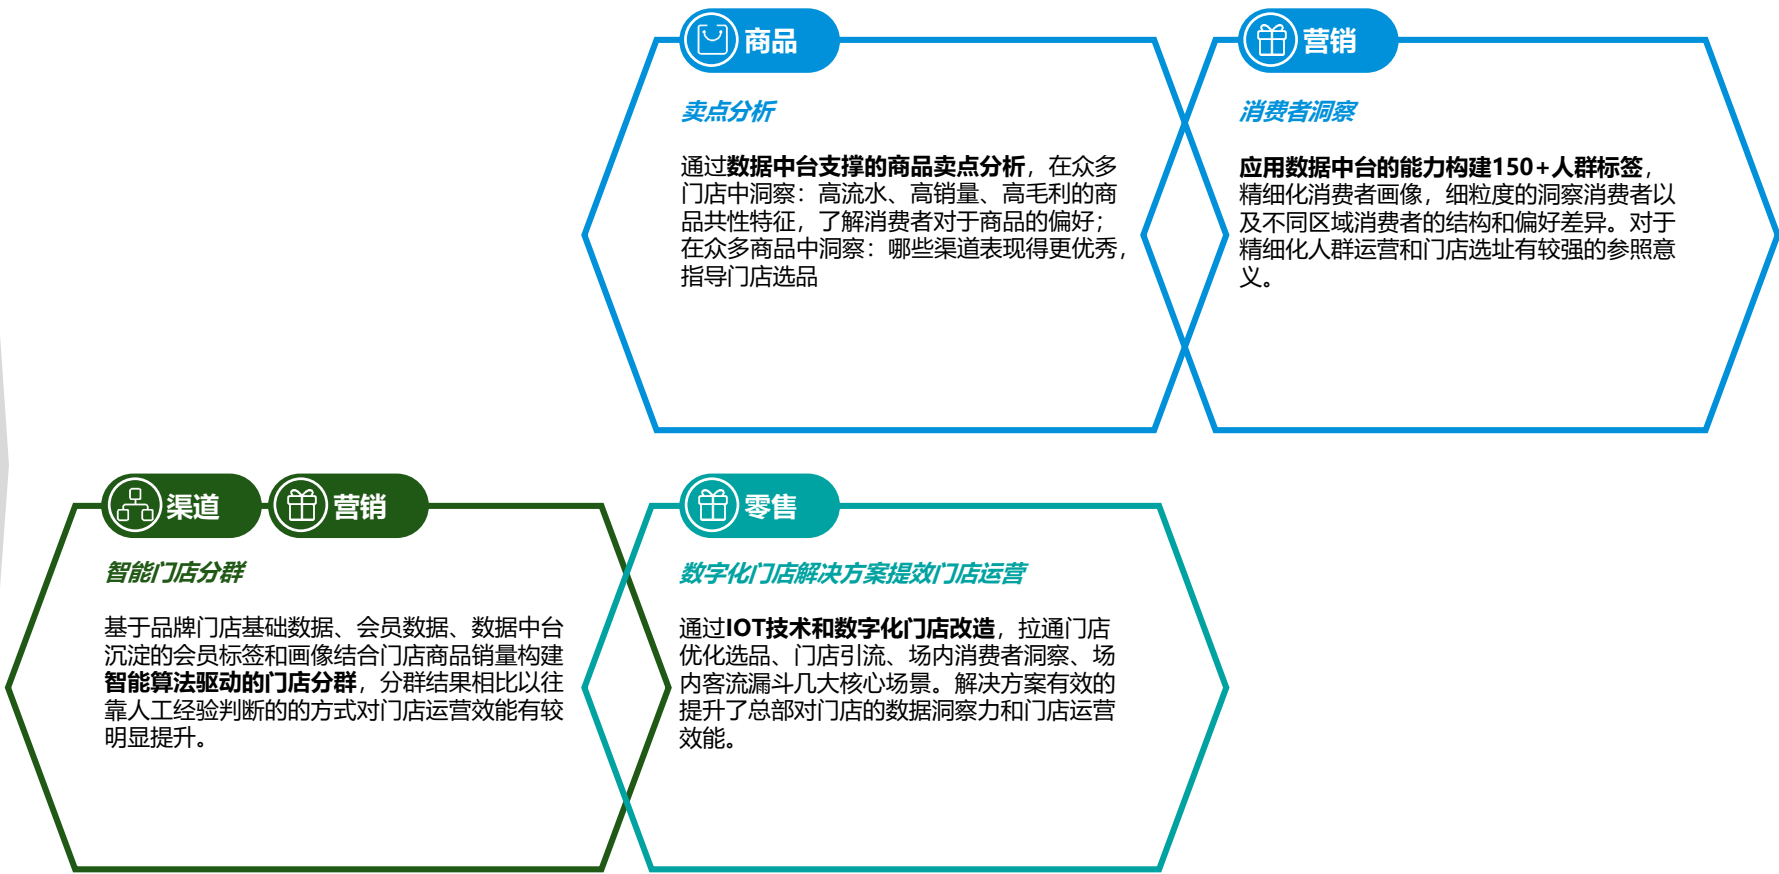 商品
卖点分析
通过数据中台支撑的商品卖点分析，在众多
门店中洞察：高流水、高销量、高毛利的商
品共性特征，了解消费者对于商品的偏好；
在众多商品中洞察：哪些渠道表现得更优秀，
指导门店选品
营销
消费者洞察
应用数据中台的能力构建150+人群标签，
精细化消费者画像，细粒度的洞察消费者以
及不同区域消费者的结构和偏好差异。对于
精细化人群运营和门店选址有较强的参照意
义。
渠道
营销
智能门店分群
基于品牌门店基础数据、会员数据、数据中台
沉淀的会员标签和画像结合门店商品销量构建
智能算法驱动的门店分群，分群结果相比以往
靠人工经验判断的的方式对门店运营效能有较
明显提升。
零售
数字化门店解决方案提效门店运营
通过IOT技术和数字化门店改造，拉通门店
优化选品、门店引流、场内消费者洞察、场
内客流漏斗几大核心场景。解决方案有效的
提升了总部对门店的数据洞察力和门店运营
效能。